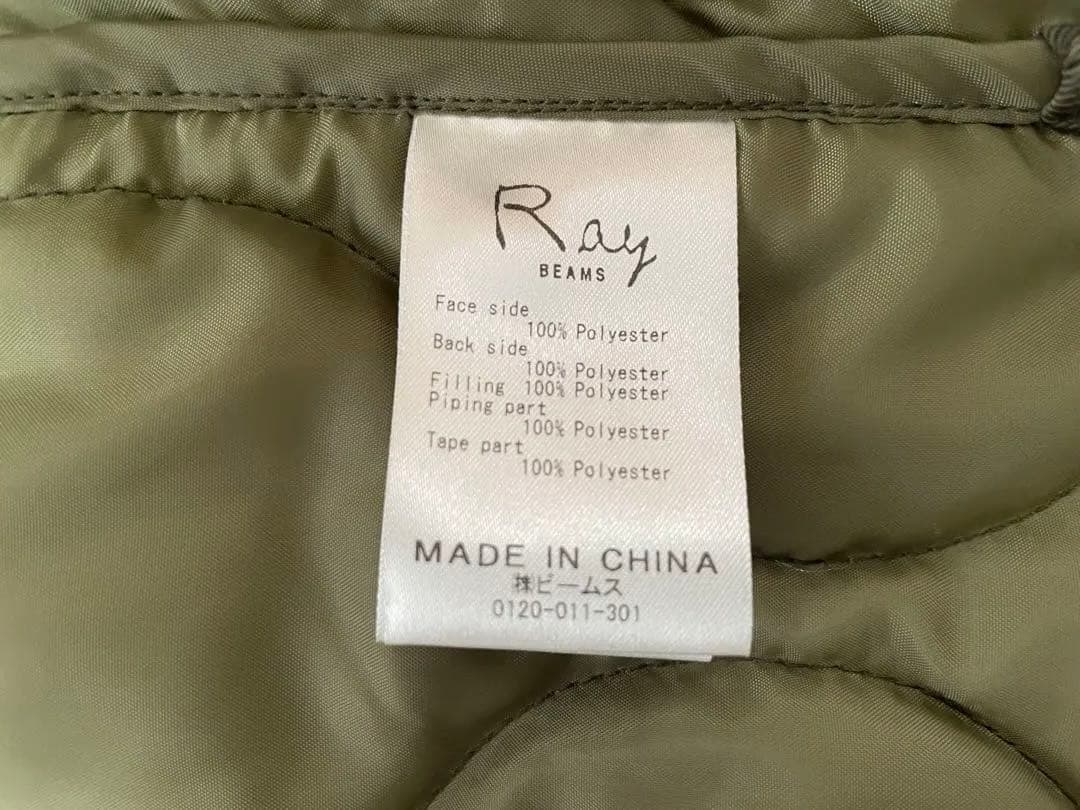 Ray
BEAMS
Face side
100% Polyester
Back side
100% Polyester
Filling 100% Polyester
Piping part
100% Polyester
Tape part
100% Polyester
MADE IN CHINA
㈱ビームス
0120-011-301